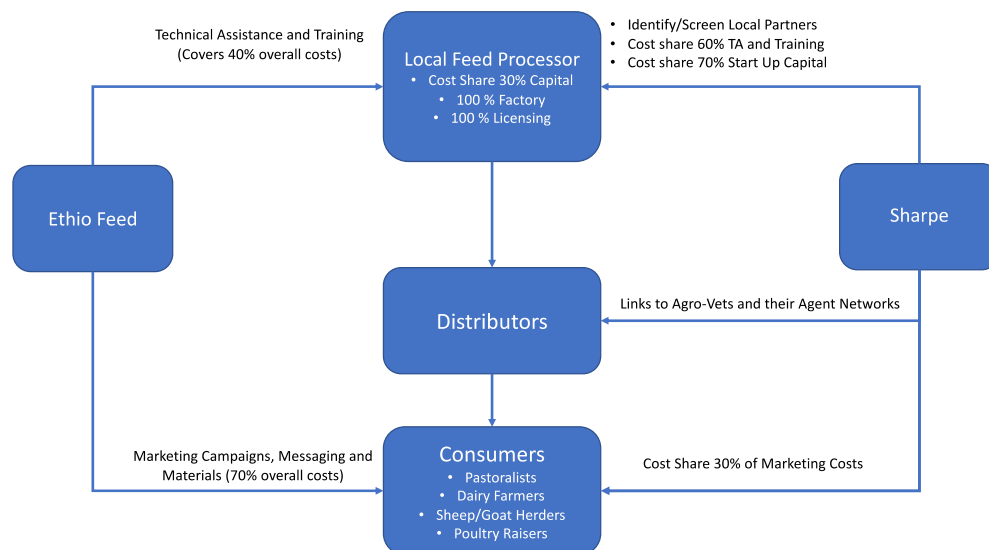 Technical Assistance and Training
(Covers 40% overall costs)
Local Feed Processor
• Cost Share 30% Capital
• 100 % Factory
• 100 % Licensing
• Identify/Screen Local Partners
• Cost share 60% TA and Training
• Cost share 70% Start Up Capital
Ethio Feed
Sharpe
Distributors
Links to Agro-Vets and their Agent Networks
Marketing Campaigns, Messaging and
Materials (70% overall costs)
Consumers
• Pastoralists
• Dairy Farmers
• Sheep/Goat Herders
• Poultry Raisers
Cost Share 30% of Marketing Costs